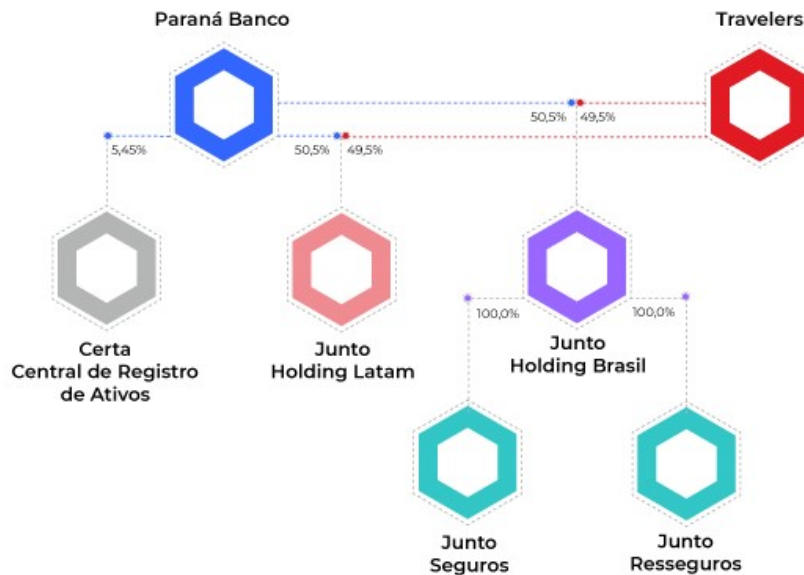 Paraná Banco
Travelers
50,5%
49,5%
5,45%
50,5%
49,5%
100,0%
100,0%
Certa
Central de Registro
de Ativos
Junto
Holding Latam
Junto
Holding Brasil
Junto
Seguros
Junto
Resseguros